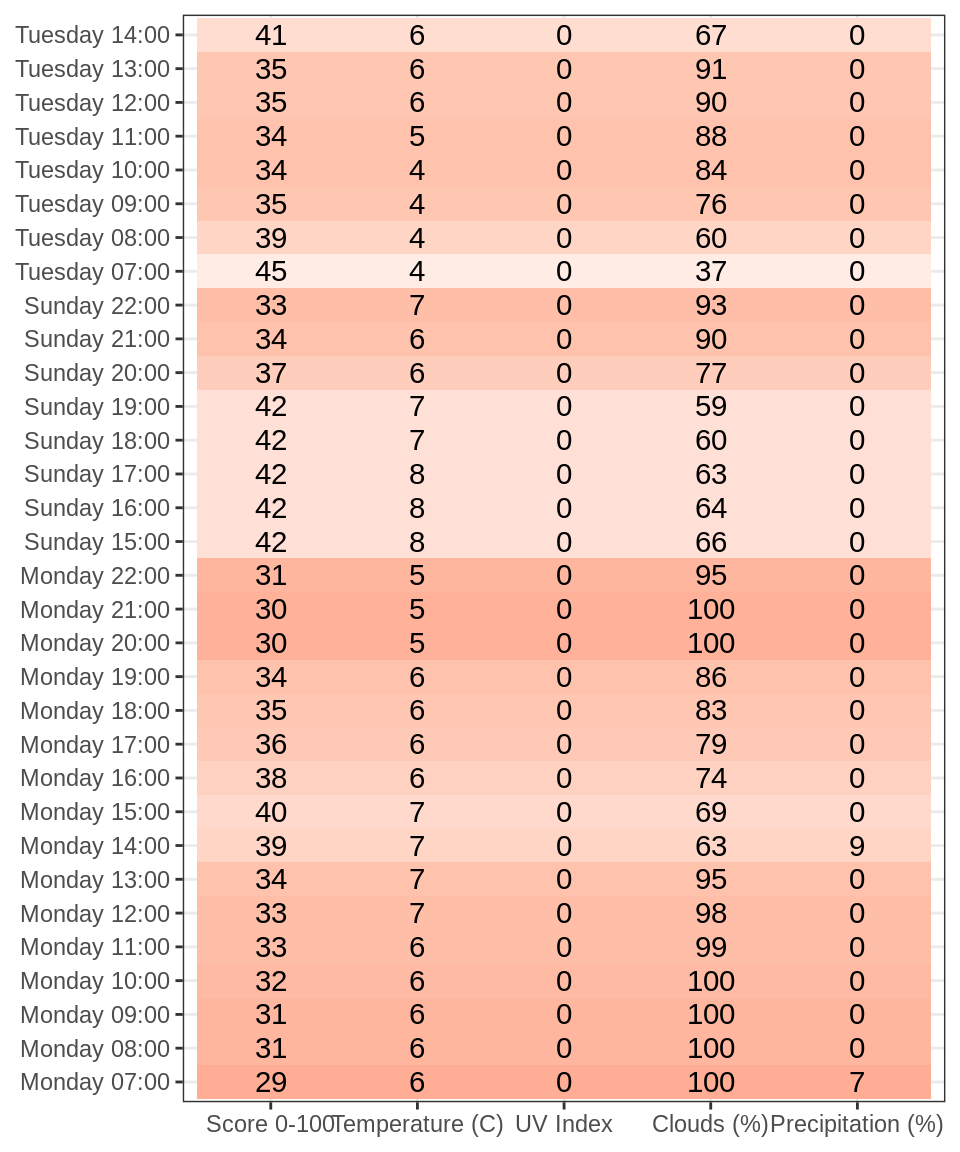 Tuesday 14:00 41 6 0 67 0
Tuesday 13:00 35 6 0 91 0
Tuesday 12:00 35 6 0 90 0
Tuesday 11:00 34 5 0 88 0
Tuesday 10:00 34 4 0 84 0
Tuesday 09:00 35 4 0 76 0
Tuesday 08:00 39 4 0 60 0
Tuesday 07:00 45 4 0 37 0
Sunday 22:00 33 7 0 93 0
Sunday 21:00 34 6 0 90 0
Sunday 20:00 37 6 0 77 0
Sunday 19:00 42 7 0 59 0
Sunday 18:00 42 7 0 60 0
Sunday 17:00 42 8 0 63 0
Sunday 16:00 42 8 0 64 0
Sunday 15:00 42 8 0 66 0
Monday 22:00 31 5 0 95 0
Monday 21:00 30 5 0 100 0
Monday 20:00 30 5 0 100 0
Monday 19:00 34 6 0 86 0
Monday 18:00 35 6 0 83 0
Monday 17:00 36 6 0 79 0
Monday 16:00 38 6 0 74 0
Monday 15:00 40 7 0 69 0
Monday 14:00 39 7 0 63 9
Monday 13:00 34 7 0 95 0
Monday 12:00 33 7 0 98 0
Monday 11:00 33 6 0 99 0
Monday 10:00 32 6 0 100 0
Monday 09:00 31 6 0 100 0
Monday 08:00 31 6 0 100 0
Monday 07:00 29 6 0 100 7
Score 0-100 Temperature (C) UV Index Clouds (%) Precipitation (%)